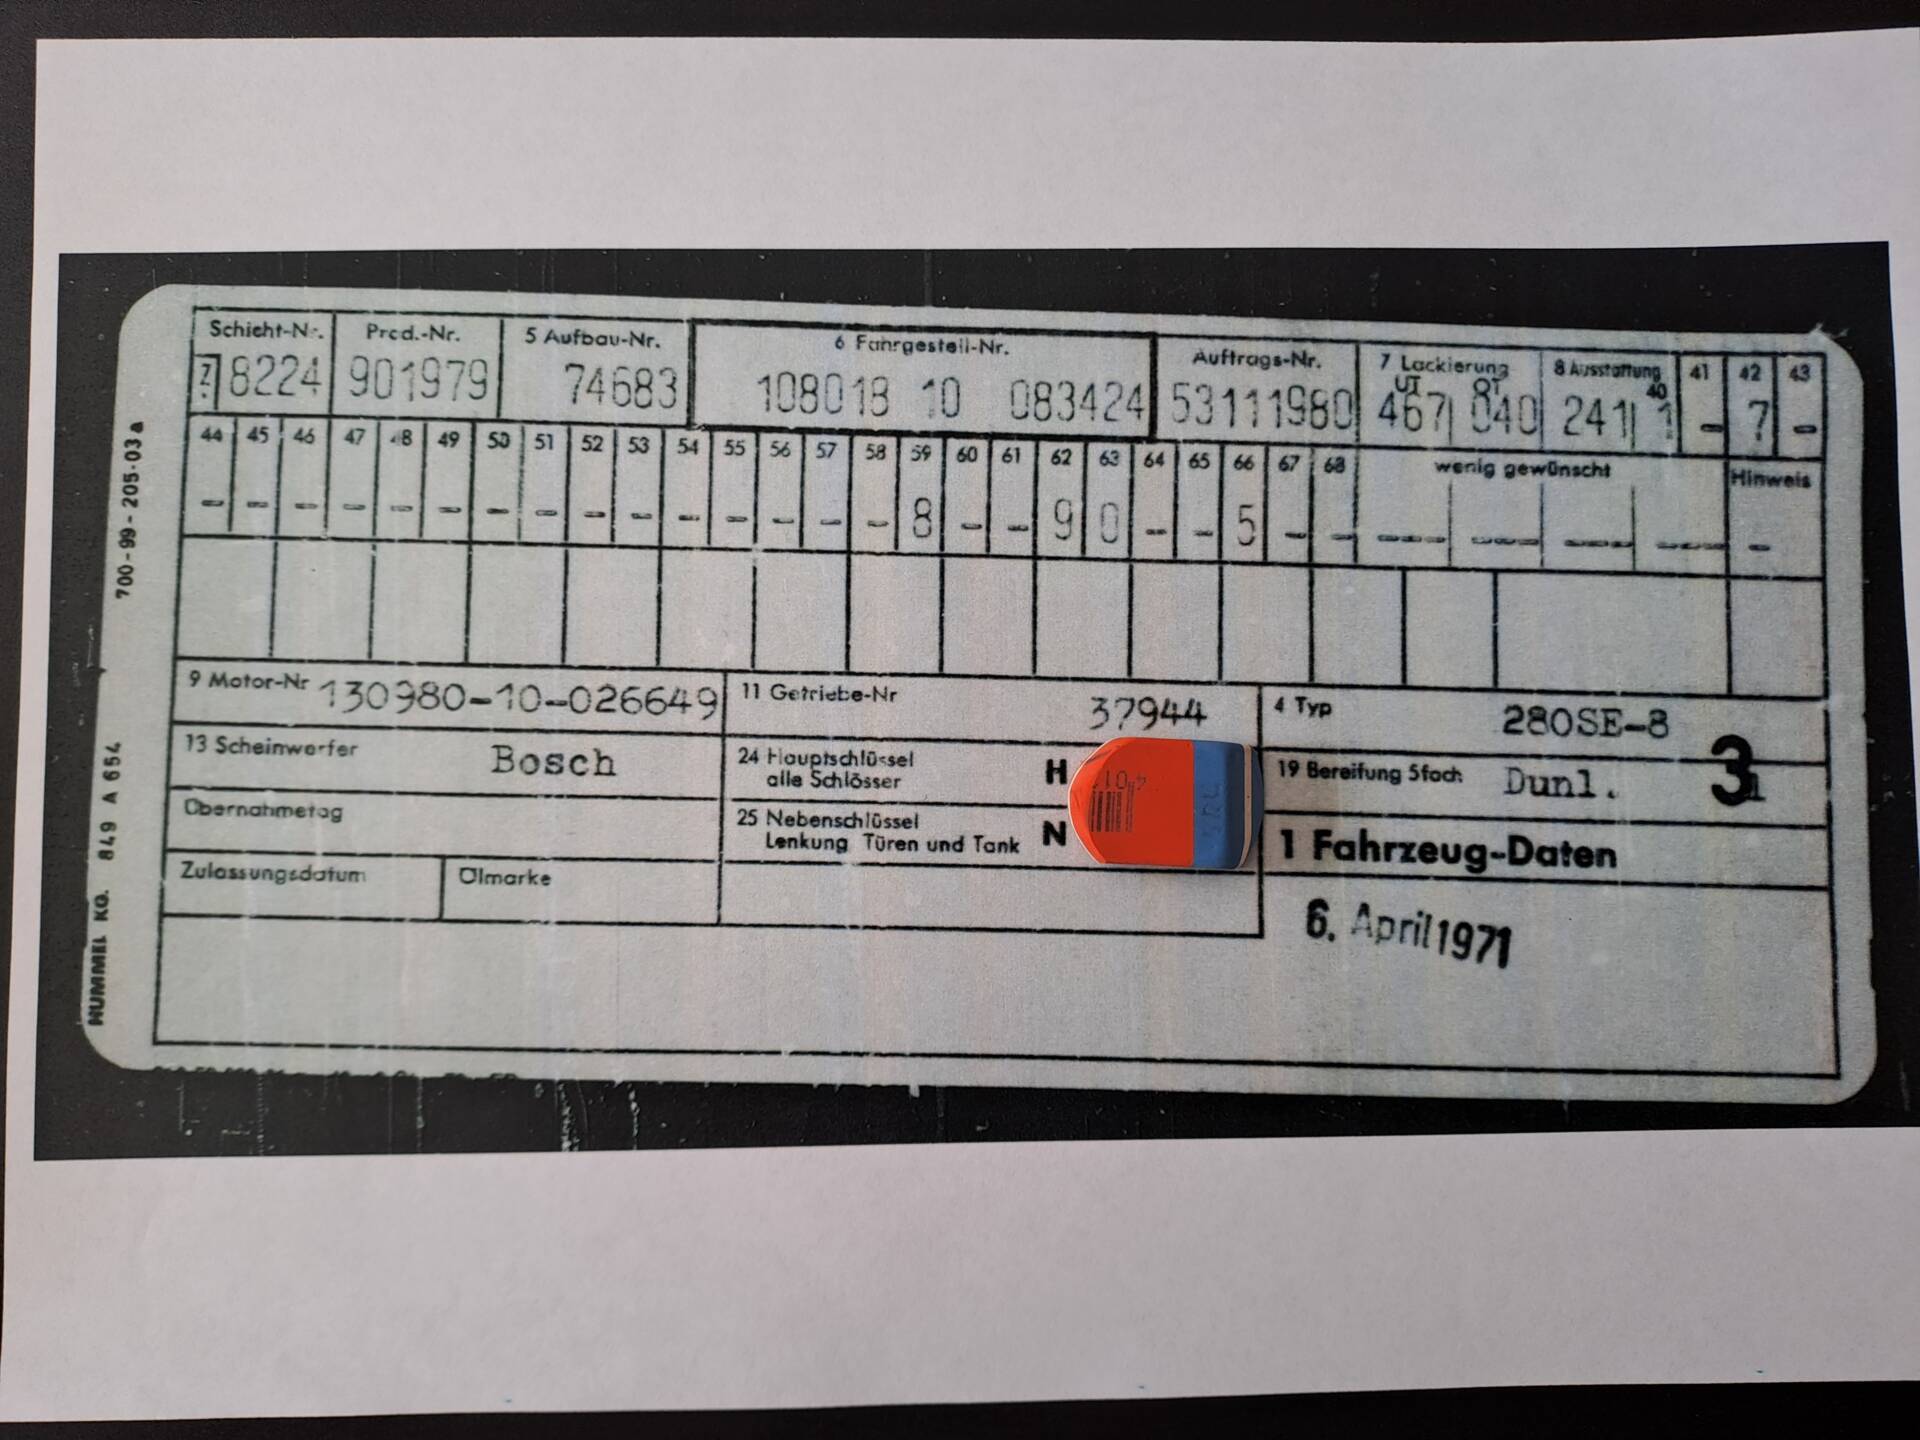 Schicht-Nr. Prod.-Nr. 5 Aufbau-Nr. 6 Fahrgestell-Nr. Auftrags-Nr. 7 Lackierung 8 Ausstattung 41 42 43
Z. 8224 901979 74683 108018 10 083424 53111980 UT 467 OT 040 241 40 1 - 7 -
44 45 46 47 48 49 50 51 52 53 54 55 56 57 58 59 60 61 62 63 64 65 66 67 68 wenig gewünscht Hinweis
- - - - - - - - - - - - - - - 8 - - 9 0 - - 5 - - --- --- --- --- -
9 Motor-Nr 130980-10-026649 11 Getriebe-Nr 37944 4 Typ 280SE-8
13 Scheinwerfer Bosch 24 Hauptschlüssel H 19 Bereifung 5fach Dunl. 3
alle Schlösser
Übernahmetag 25 Nebenschlüssel N 1 Fahrzeug-Daten
Lenkung Türen und Tank
Zulassungsdatum Ölmarke
6. April 1971
700-99-205-03a
HUMMEL KG. 849 A 654